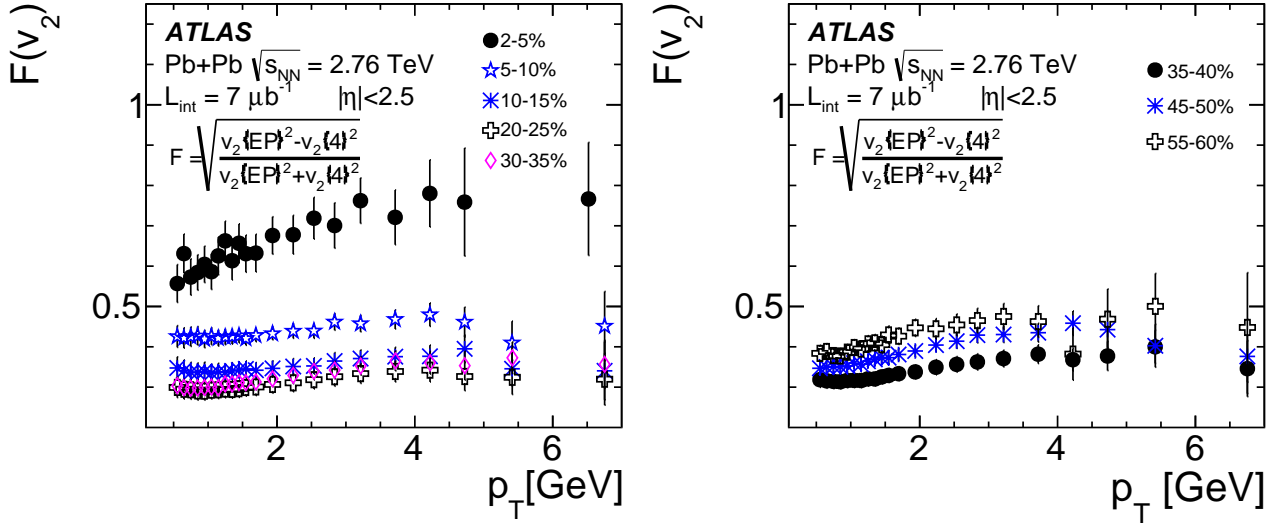 F(v₂)
ATLAS
Pb+Pb √sNN = 2.76 TeV
Lint = 7 μb⁻¹ |η|<2.5
F = √
v₂{EP}²-v₂{4}²
v₂{EP}²+v₂{4}²
2-5%
5-10%
10-15%
20-25%
30-35%
1
0.5
2 4 6
pT [GeV]
F(v₂)
ATLAS
Pb+Pb √sNN = 2.76 TeV
Lint = 7 μb⁻¹ |η|<2.5
F = √
v₂{EP}²-v₂{4}²
v₂{EP}²+v₂{4}²
35-40%
45-50%
55-60%
1
0.5
2 4 6
pT [GeV]